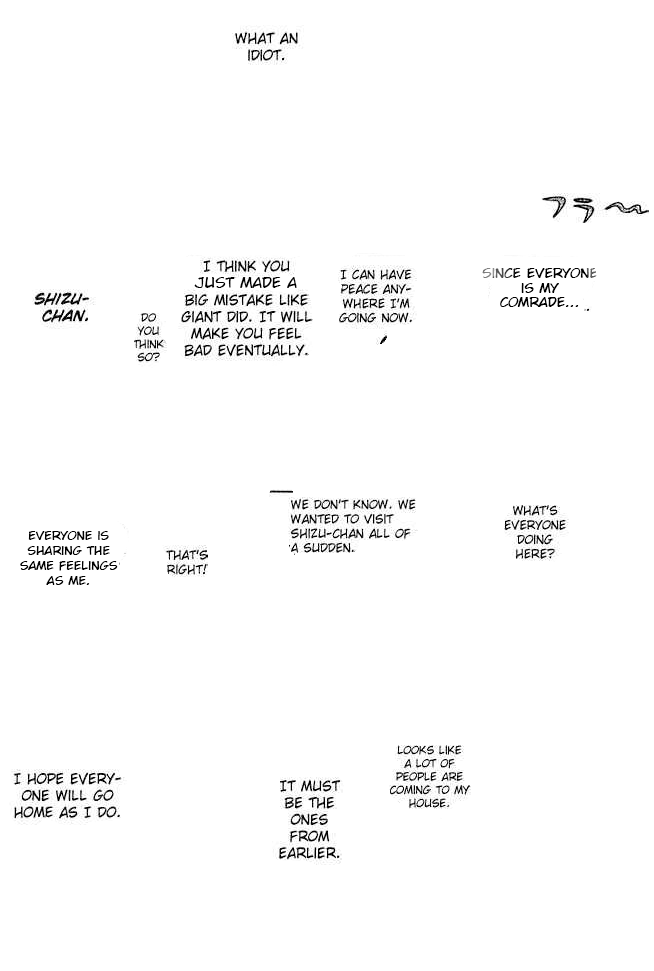 WHAT AN
IDIOT.
フラ〜
SINCE EVERYONE
IS MY
COMRADE...
I CAN HAVE
PEACE ANY-
WHERE I'M
GOING NOW.
I THINK YOU
JUST MADE A
BIG MISTAKE LIKE
GIANT DID. IT WILL
MAKE YOU FEEL
BAD EVENTUALLY.
DO
YOU
THINK
SO?
SHIZU-
CHAN.
WHAT'S
EVERYONE
DOING
HERE?
WE DON'T KNOW. WE
WANTED TO VISIT
SHIZU-CHAN ALL OF
A SUDDEN.
THAT'S
RIGHT!
EVERYONE IS
SHARING THE
SAME FEELINGS
AS ME.
LOOKS LIKE
A LOT OF
PEOPLE ARE
COMING TO MY
HOUSE.
IT MUST
BE THE
ONES
FROM
EARLIER.
I HOPE EVERY-
ONE WILL GO
HOME AS I DO.